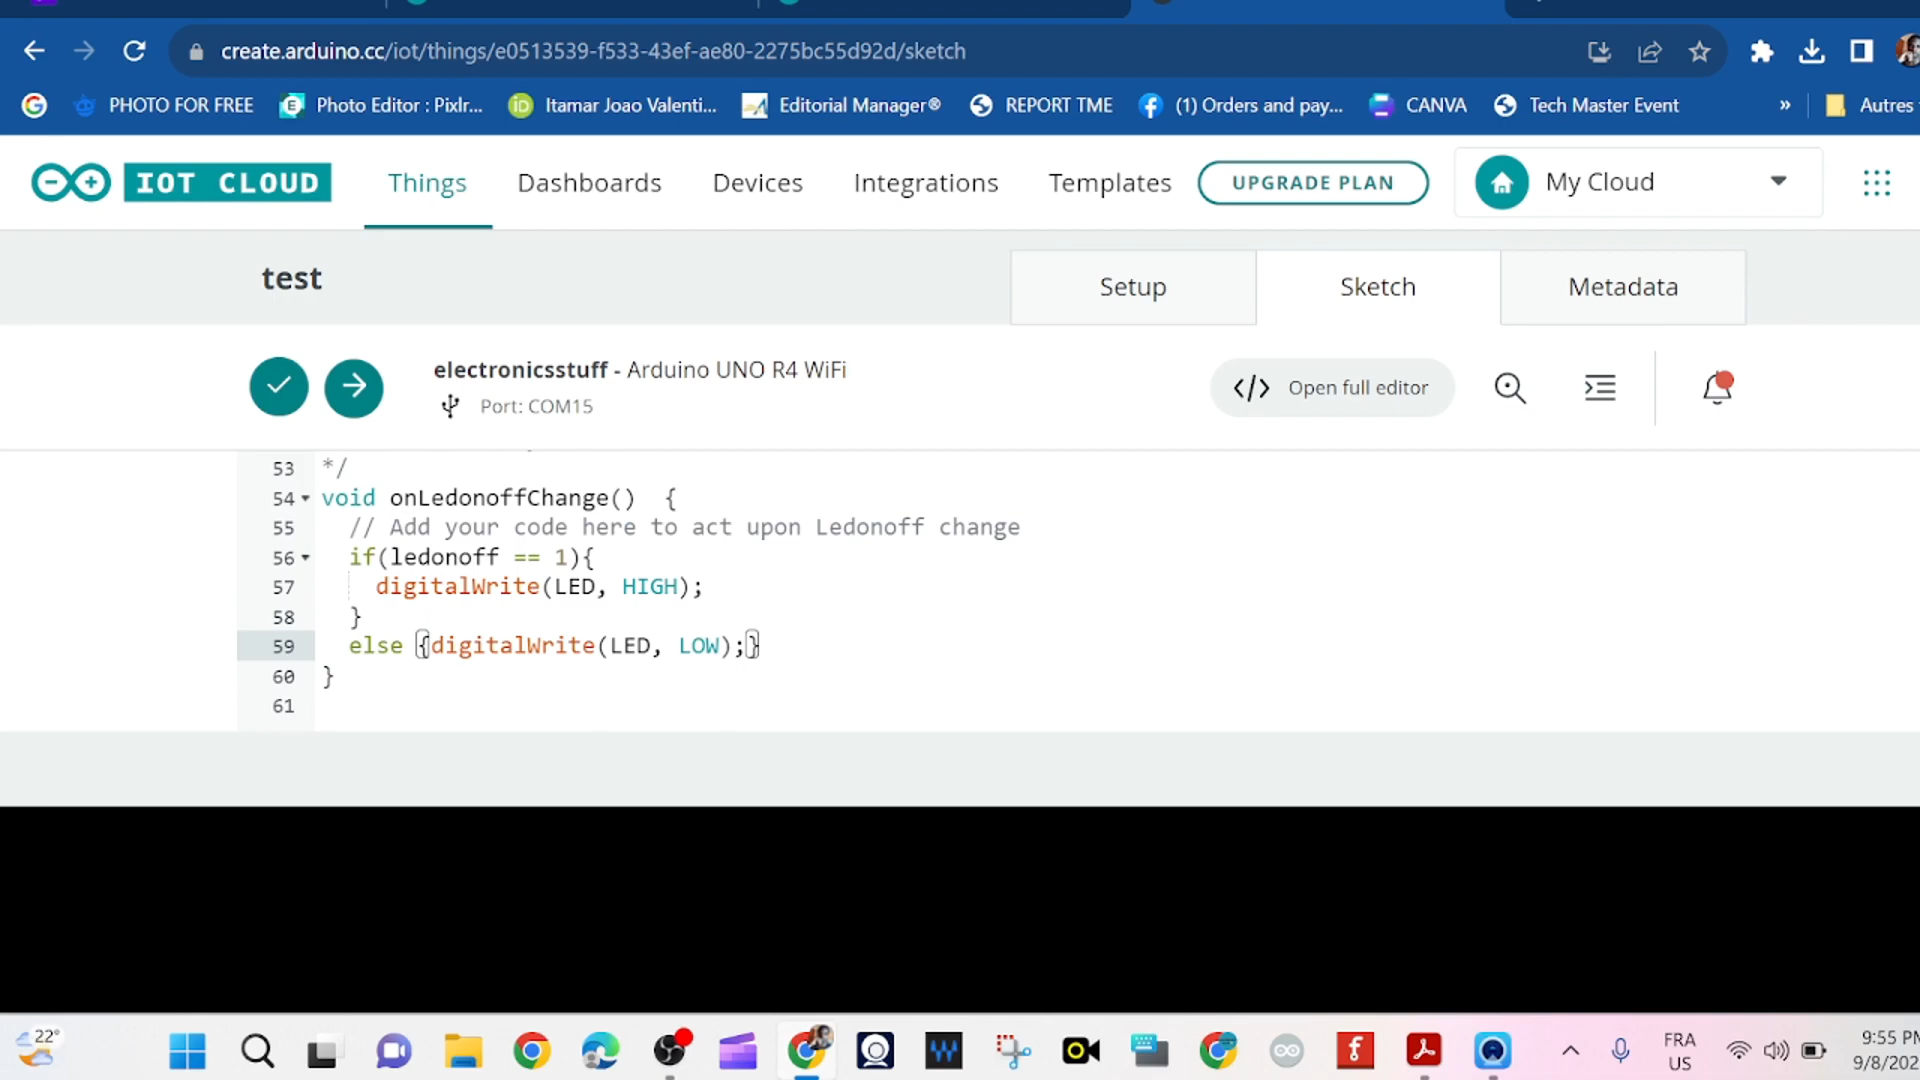 create.arduino.cc/iot/things/e0513539-f533-43ef-ae80-2275bc55d92d/sketch
PHOTO FOR FREE
Photo Editor : Pixlr...
Itamar Joao Valenti...
Editorial Manager®
REPORT TME
(1) Orders and pay...
CANVA
Tech Master Event
»
Autres
IOT CLOUD
Things
Dashboards
Devices
Integrations
Templates
UPGRADE PLAN
My Cloud
test
Setup
Sketch
Metadata
electronicsstuff - Arduino UNO R4 WiFi
Port: COM15
</> Open full editor
53 */
54 void onLedonoffChange()  {
55 // Add your code here to act upon Ledonoff change
56 if(ledonoff == 1){
57 digitalWrite(LED, HIGH);
58 }
59 else {digitalWrite(LED, LOW);}
60 }
61
22°
FRA
US
9:55 PM
9/8/202